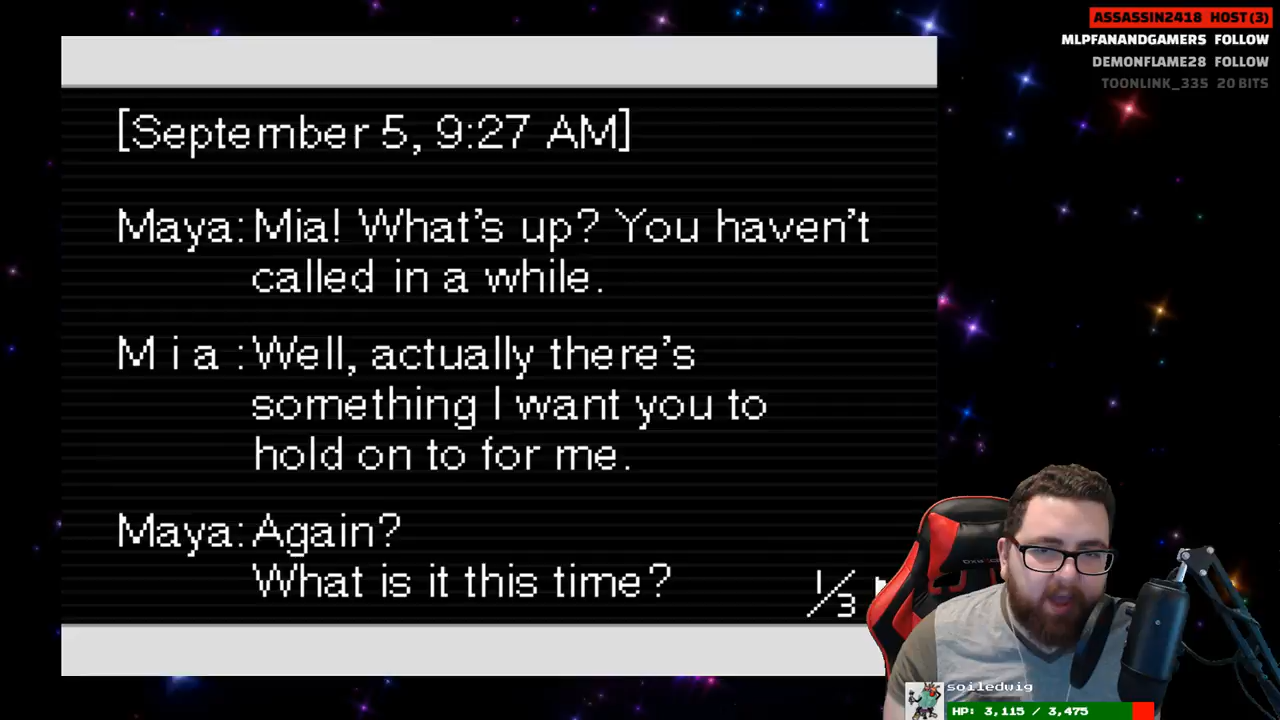 ASSASSIN2418 HOST(3)
MLPFANANDGAMERS FOLLOW
DEMONFLAME28 FOLLOW
TOONLINK_335 20 BITS
[September 5, 9:27 AM]
Maya: Mia! What's up? You haven't
called in a while.
Mia: Well, actually there's
something I want you to
hold on to for me.
Maya: Again?
What is it this time?
1/3
soiledwig
HP: 3,115 / 3,475